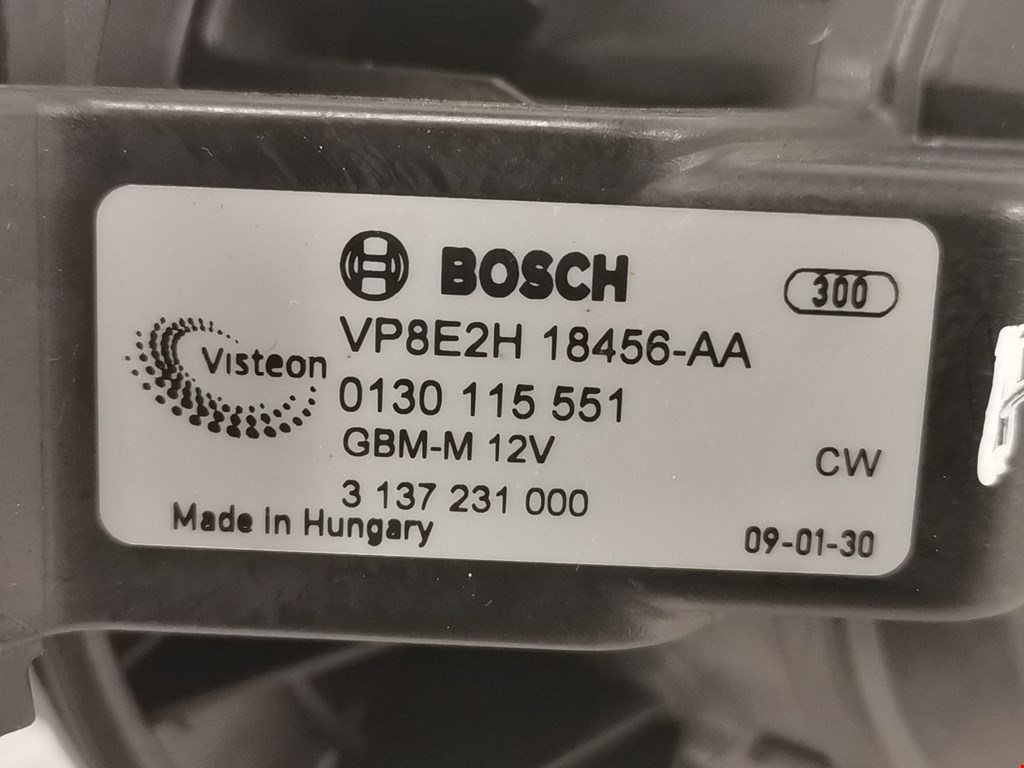 BOSCH
300
VP8E2H 18456-AA
Visteon
0130 115 551
GBM-M 12V
CW
3 137 231 000
Made in Hungary
09-01-30